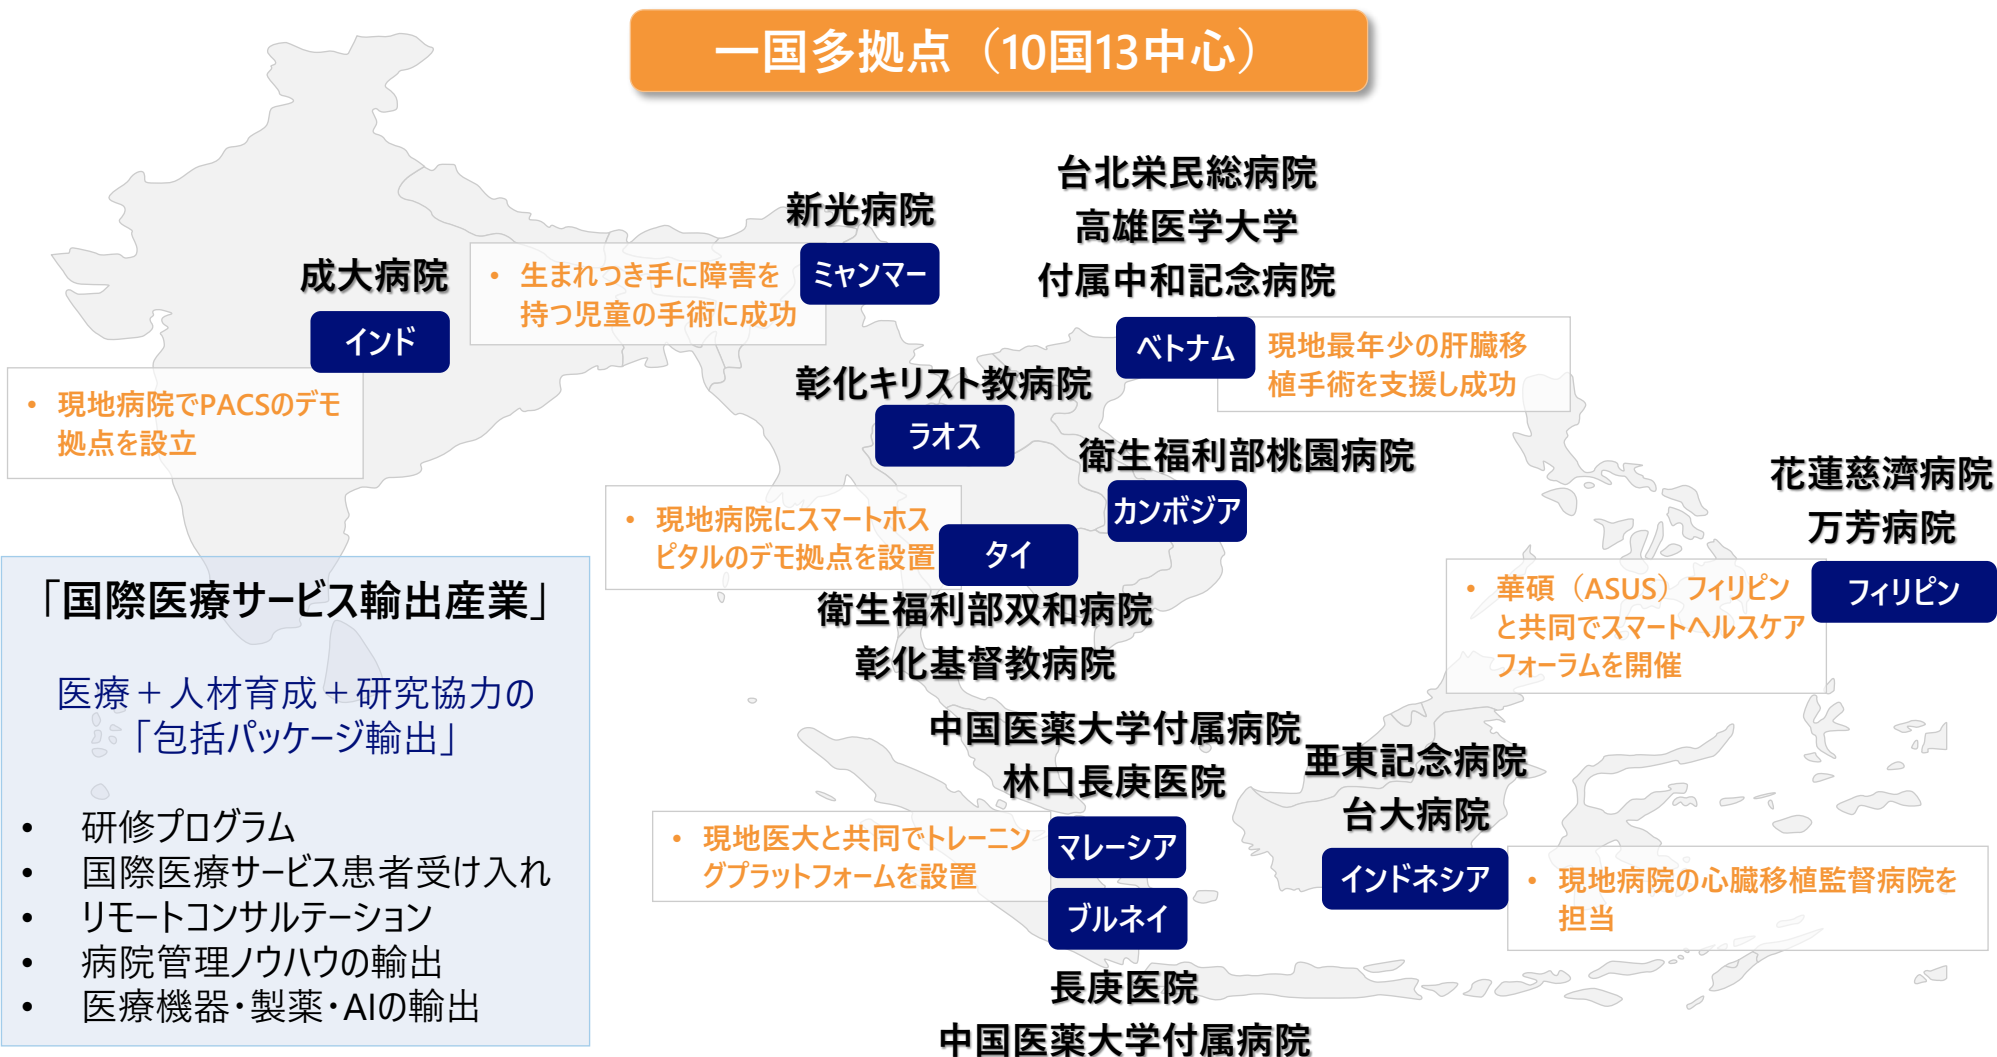 一国多拠点（10国13中心）
台北栄民総病院
高雄医学大学
付属中和記念病院
ベトナム
現地最年少の肝臓移
植手術を支援し成功
新光病院
ミャンマー
• 生まれつき手に障害を
持つ児童の手術に成功
成大病院
インド
• 現地病院でPACSのデモ
拠点を設立
彰化キリスト教病院
ラオス
衛生福利部桃園病院
カンボジア
• 現地病院にスマートホス
ピタルのデモ拠点を設置
タイ
衛生福利部双和病院
彰化基督教病院
花蓮慈濟病院
万芳病院
フィリピン
• 華碩（ASUS）フィリピン
と共同でスマートヘルスケア
フォーラムを開催
「国際医療サービス輸出産業」
医療＋人材育成＋研究協力の
「包括パッケージ輸出」
• 研修プログラム
• 国際医療サービス患者受け入れ
• リモートコンサルテーション
• 病院管理ノウハウの輸出
• 医療機器・製薬・AIの輸出
中国医薬大学付属病院
林口長庚医院
マレーシア
• 現地医大と共同でトレーニン
グプラットフォームを設置
ブルネイ
長庚医院
中国医薬大学付属病院
亜東記念病院
台大病院
インドネシア
• 現地病院の心臓移植監督病院を
担当